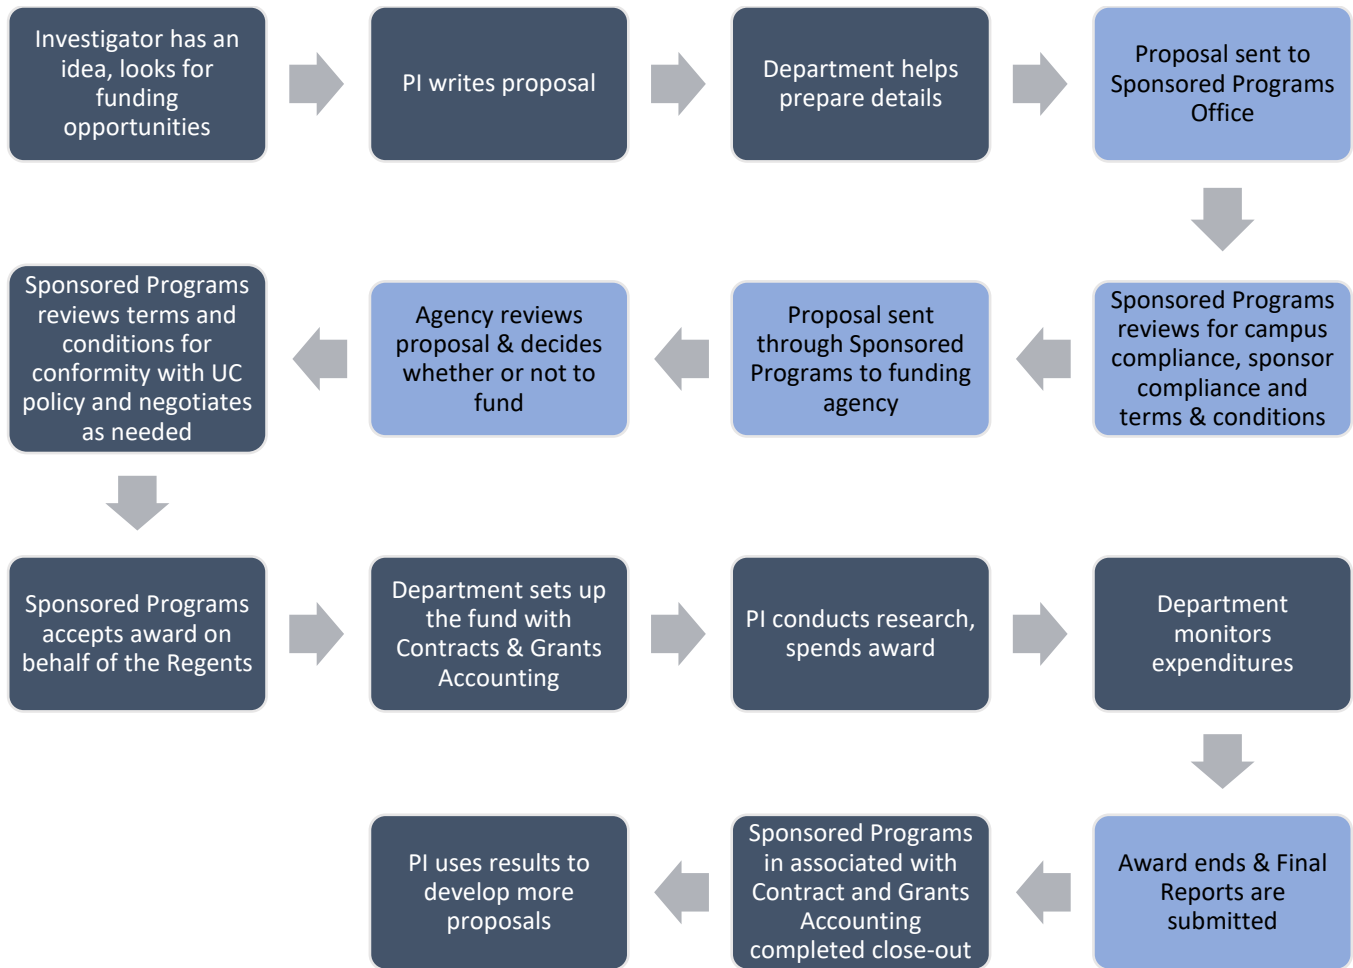 Investigator has an
idea, looks for
funding
opportunities
PI writes proposal
Department helps
prepare details
Proposal sent to
Sponsored Programs
Office
Sponsored Programs
reviews for campus
compliance, sponsor
compliance and
terms & conditions
Proposal sent
through Sponsored
Programs to funding
agency
Agency reviews
proposal & decides
whether or not to
fund
Sponsored Programs
reviews terms and
conditions for
conformity with UC
policy and negotiates
as needed
Sponsored Programs
accepts award on
behalf of the Regents
Department sets up
the fund with
Contracts & Grants
Accounting
PI conducts research,
spends award
Department
monitors
expenditures
Award ends & Final
Reports are
submitted
Sponsored Programs
in associated with
Contract and Grants
Accounting
completed close-out
PI uses results to
develop more
proposals